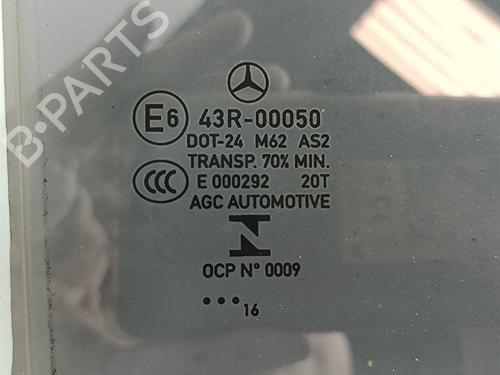 B-PARTS
E6 43R-00050
DOT-24 M62 AS2
TRANSP. 70% MIN.
CCC E 000292 20T
AGC AUTOMOTIVE
N
OCP N° 0009
•••16